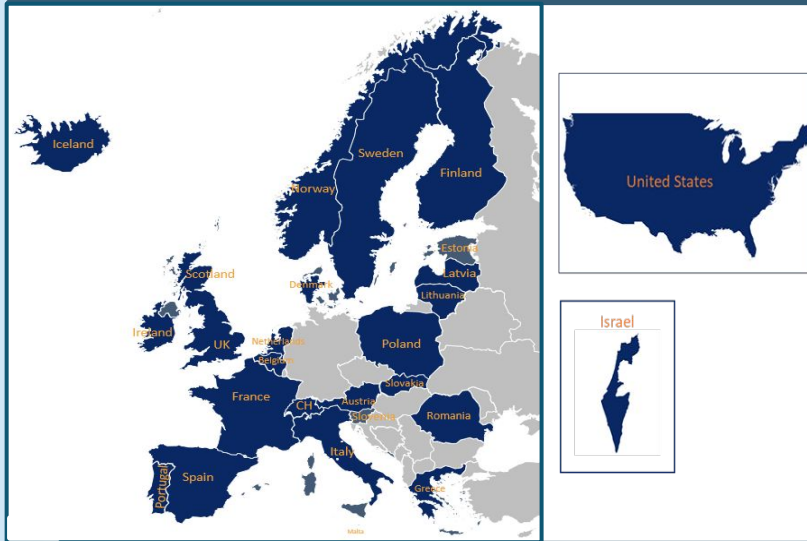 Iceland
Sweden
Finland
Norway
Estonia
Scotland
Latvia
Denmark
Lithuania
Ireland
UK
Netherlands
Poland
Belgium
Slovakia
France
CH
Austria
Slovenia
Romania
Italy
Portugal
Spain
Greece
Malta
United States
Israel